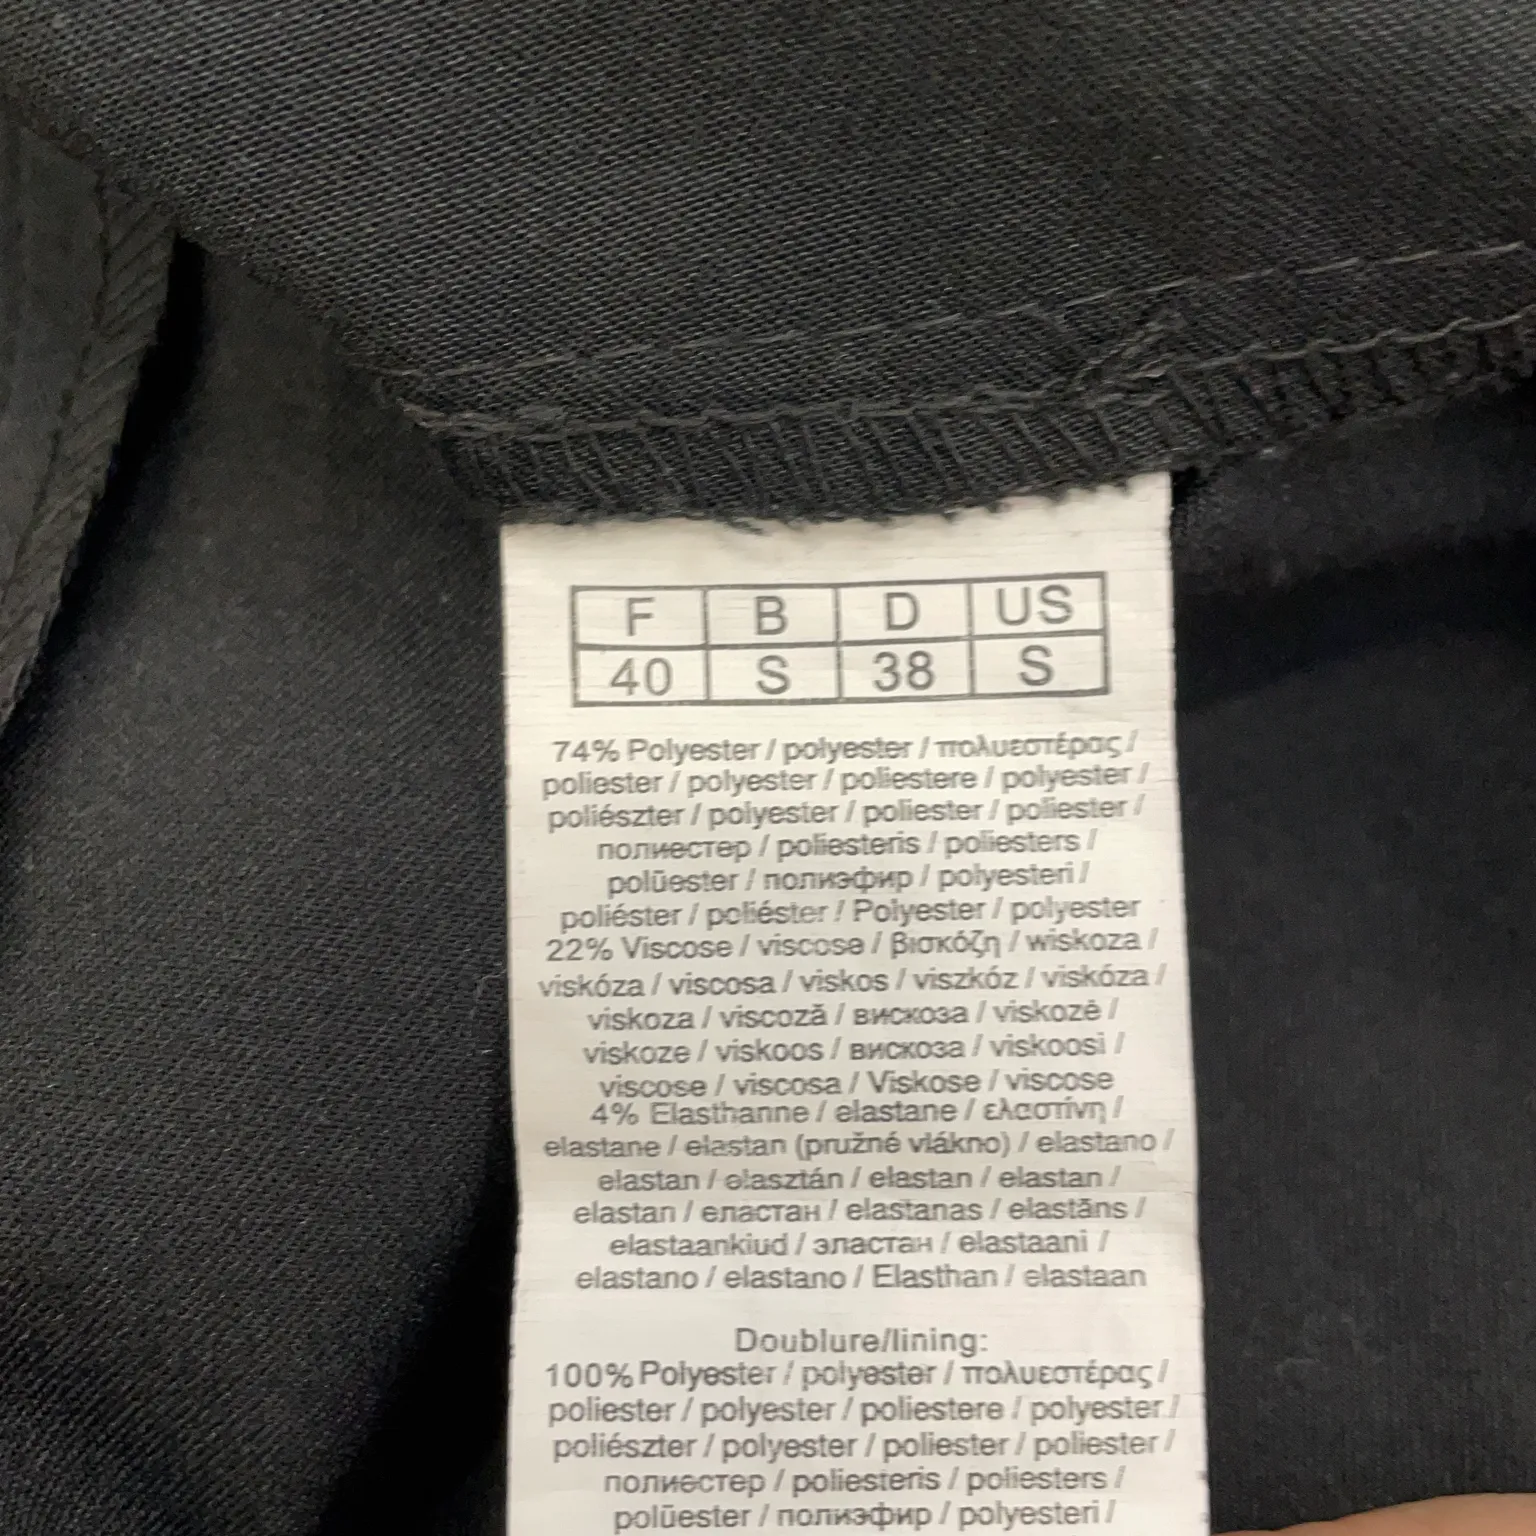 F B D US
40 S 38 S
74% Polyester / polyester / πολυεστέρας /
poliester / polyester / poliestere / polyester /
poliészter / polyester / poliester / poliester /
полиестер / poliesteris / poliesters /
polüester / полиэфир / polyesteri /
poliéster / poliéster / Polyester / polyester
22% Viscose / viscose / βισκόζη / wiskoza /
viskóza / viscosa / viskos / viszkóz / viskóza /
viskoza / viscoză / вискоза / viskozė /
viskoze / viskoos / вискоза / viskoosi /
viscose / viscosa / Viskose / viscose
4% Elasthanne / elastane / ελαστίνη /
elastane / elastan (pružné vlákno) / elastano /
elastan / elasztán / elastan / elastan /
elastan / еластан / elastanas / elastāns /
elastaankiud / эластан / elastaani /
elastano / elastano / Elasthan / elastaan
Doublure/lining:
100% Polyester / polyester / πολυεστέρας /
poliester / polyester / poliestere / polyester /
poliészter / polyester / poliester / poliester /
полиестер / poliesteris / poliesters /
polüester / полиэфир / polyesteri /